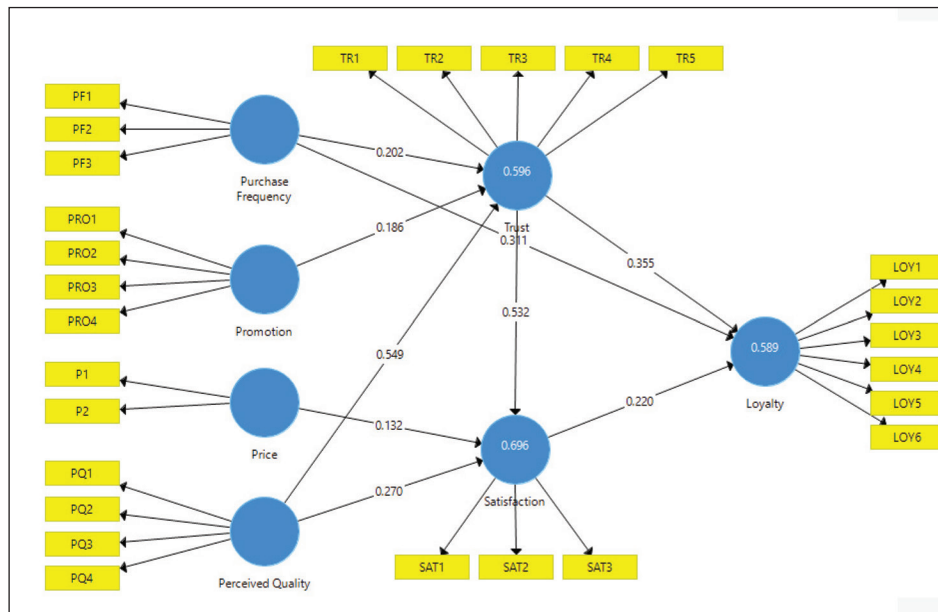 TR1
TR2
TR3
TR4
TR5
PF1
PF2
PF3
Purchase
Frequency
0.202
0.596
Trust
0.311
PRO1
PRO2
PRO3
PRO4
Promotion
0.186
0.355
0.549
0.532
LOY1
LOY2
LOY3
LOY4
LOY5
LOY6
0.589
Loyalty
P1
P2
Price
0.132
0.220
0.696
Satisfaction
PQ1
PQ2
PQ3
PQ4
Perceived Quality
0.270
SAT1
SAT2
SAT3